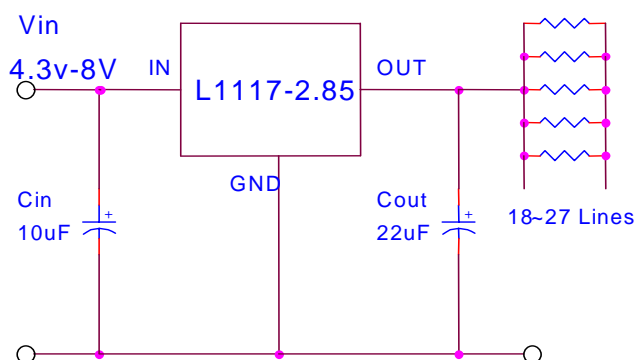 Vin
4.3v-8V
IN
L1117-2.85
OUT
GND
Cin
10uF
+
Cout
22uF
+
18~27 Lines